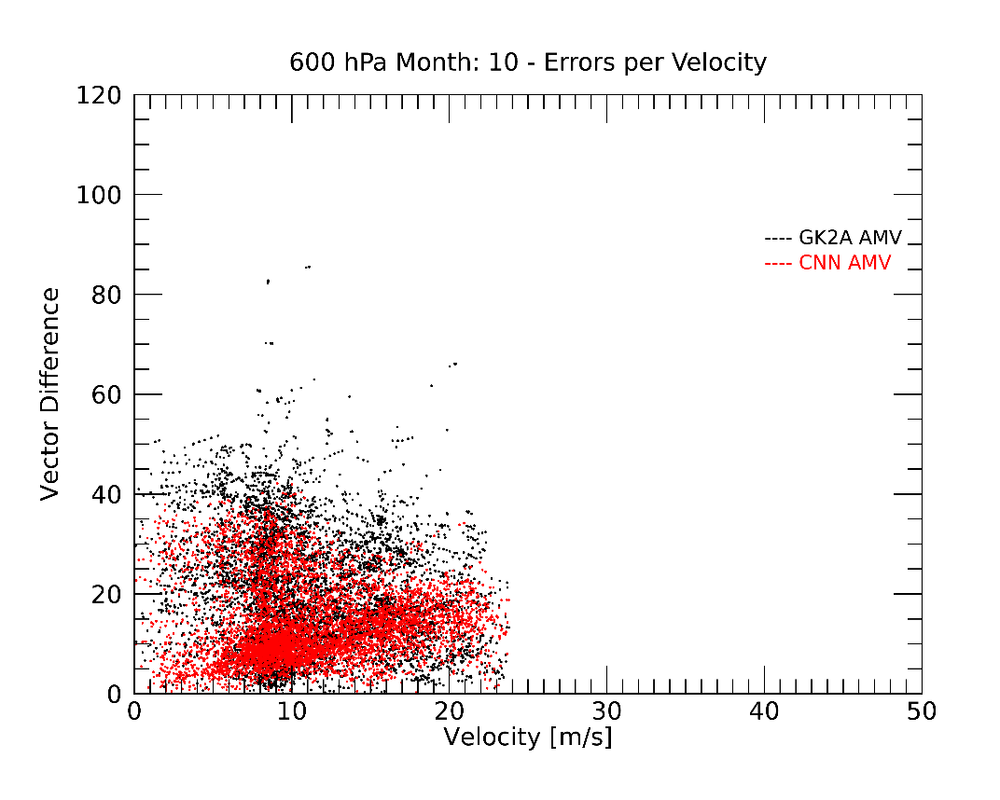 600 hPa Month: 10 - Errors per Velocity
120
100
80
60
40
20
0
Vector Difference
---- GK2A AMV
---- CNN AMV
0 10 20 30 40 50
Velocity [m/s]